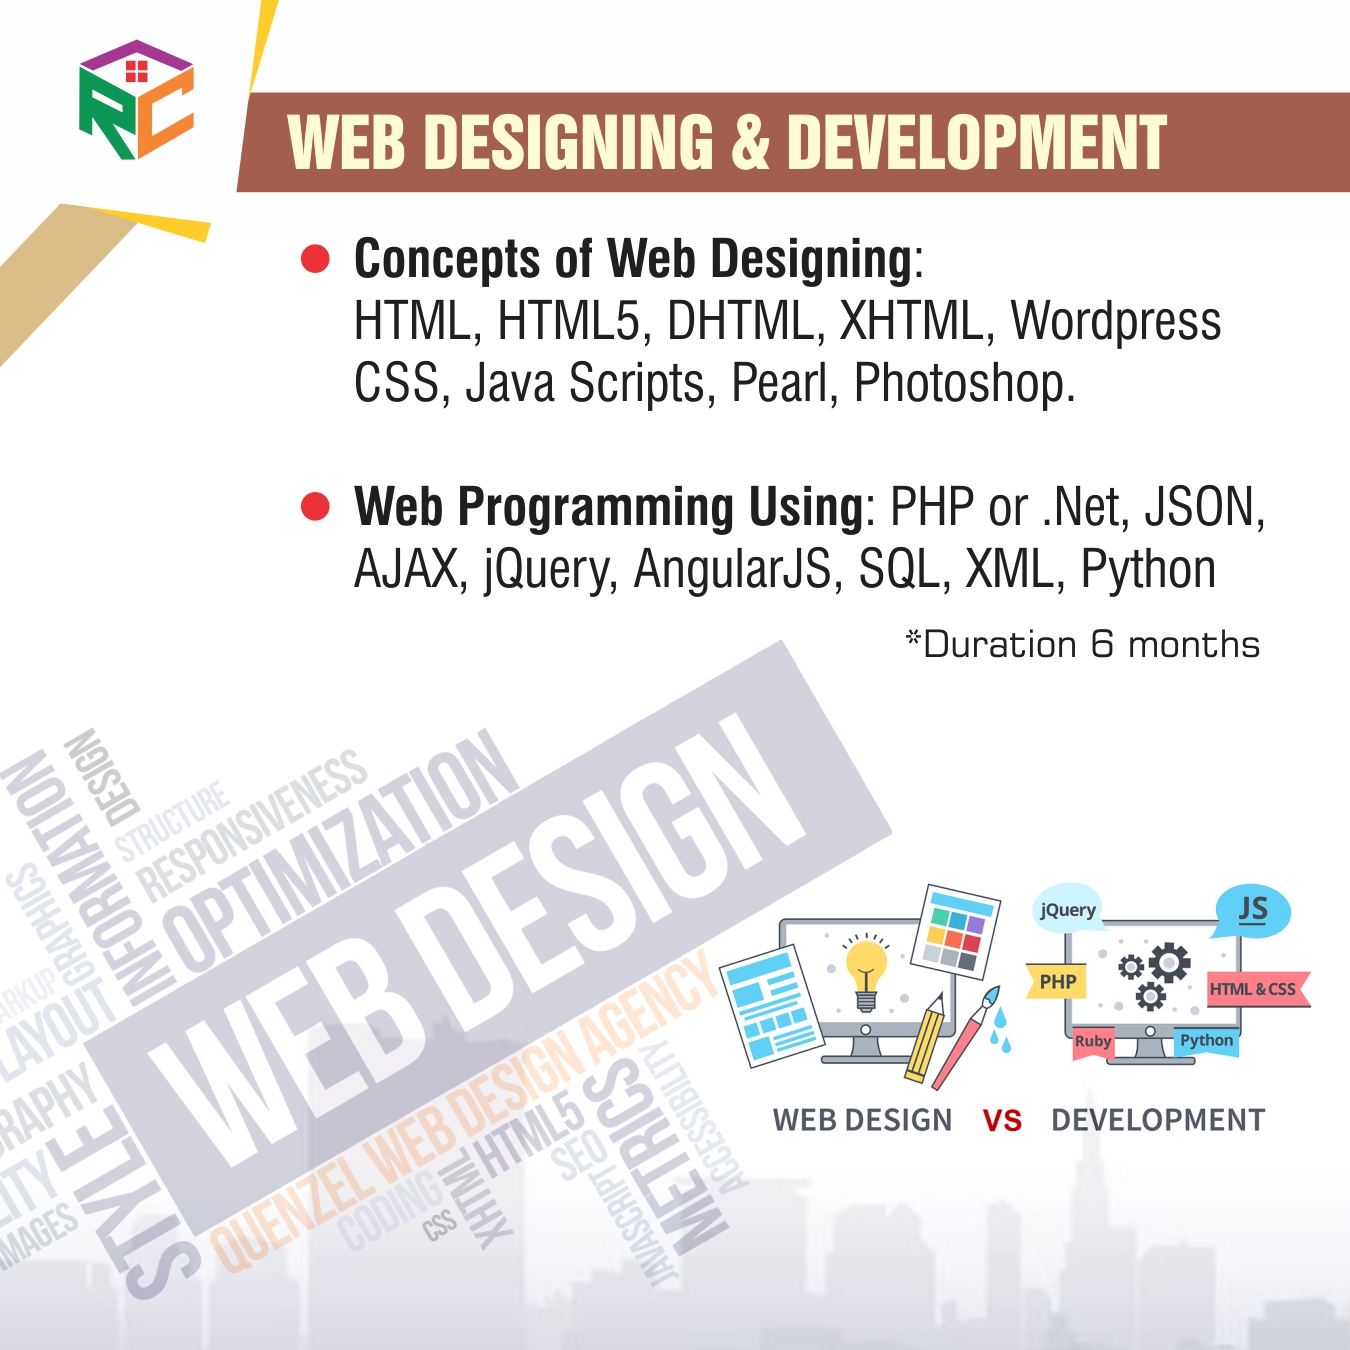 RC
WEB DESIGNING & DEVELOPMENT
Concepts of Web Designing:
HTML, HTML5, DHTML, XHTML, Wordpress
CSS, Java Scripts, Pearl, Photoshop.
Web Programming Using: PHP or .Net, JSON,
AJAX, jQuery, AngularJS, SQL, XML, Python
*Duration 6 months
DESIGN
INFORMATION
STRUCTURE
RESPONSIVENESS
OPTIMIZATION
GRAPHICS
LAYOUT
WEB DESIGN
STYLE
IMAGES
QUENZEL WEB DESIGN AGENCY
CODING
CSS
XHTML
HTML5
SEO
JAVASCRIPT
METRICS
ACCESSIBILITY
jQuery
JS
PHP
HTML & CSS
Ruby
Python
WEB DESIGN VS DEVELOPMENT